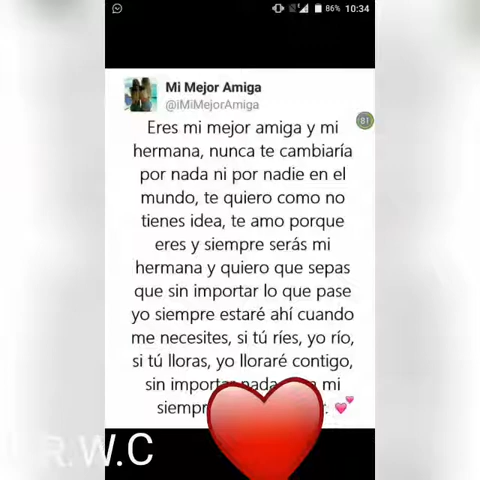 86% 10:34
Mi Mejor Amiga
@iMiMejorAmiga
81
Eres mi mejor amiga y mi
hermana, nunca te cambiaría
por nada ni por nadie en el
mundo, te quiero como no
tienes idea, te amo porque
eres y siempre serás mi
hermana y quiero que sepas
que sin importar lo que pase
yo siempre estaré ahí cuando
me necesites, si tú ríes, yo río,
si tú lloras, yo lloraré contigo,
sin importar nada mi
R.W.C